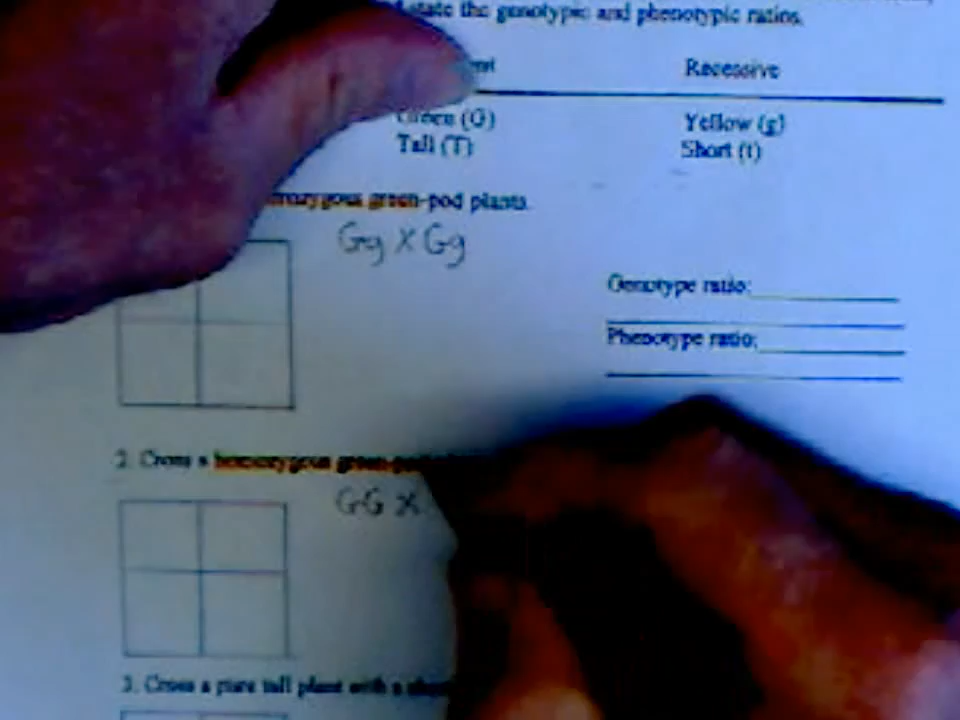 state the genotypic and phenotypic ratios.
Recessive
Green (G) Yellow (g)
Tall (T) Short (t)
green-pod plants.
Gg X Gg
Genotype ratio:
Phenotype ratio:
2. Cross a homozygous
GG X
3. Cross a pure tall plant with a